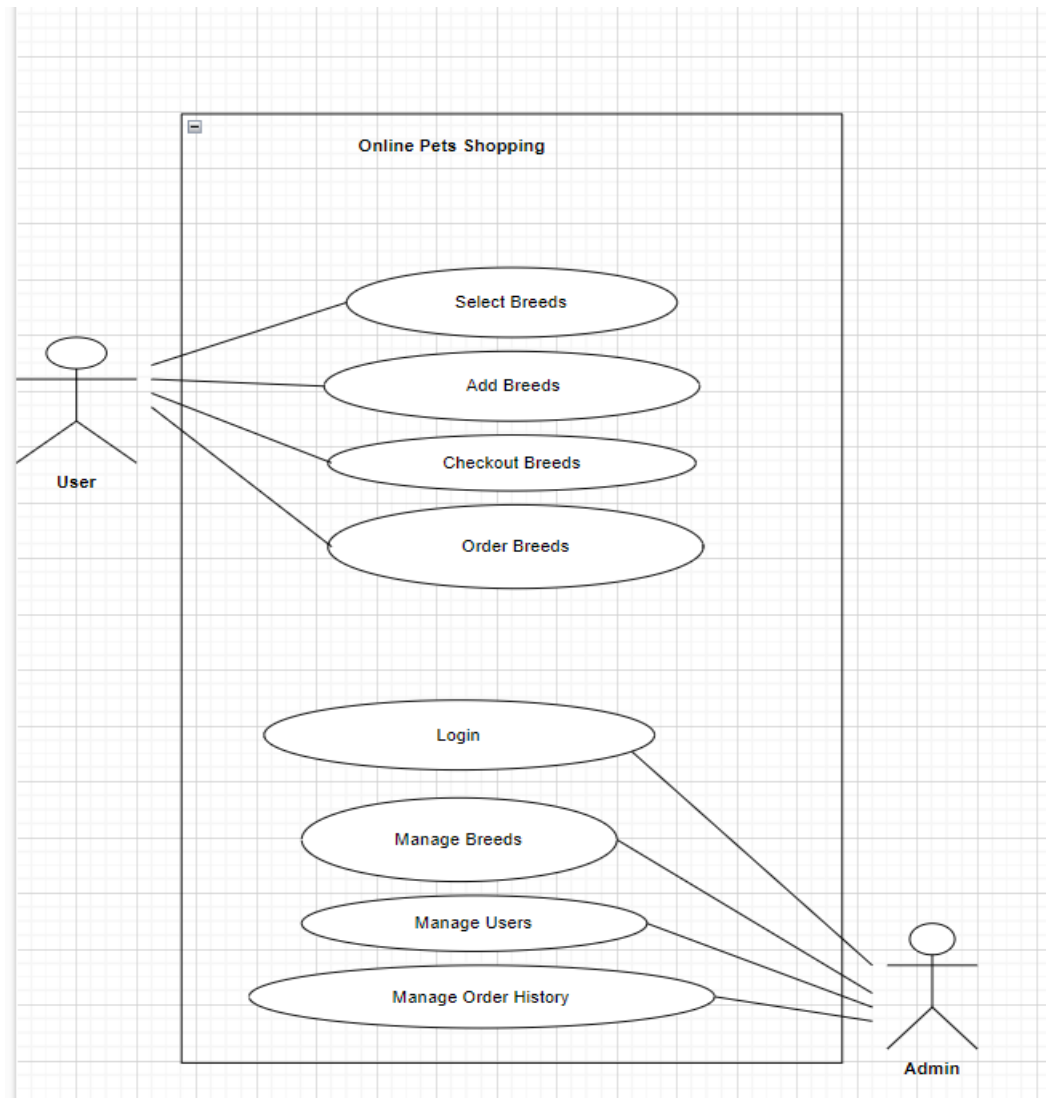 Online Pets Shopping
Select Breeds
Add Breeds
Checkout Breeds
User
Order Breeds
Login
Manage Breeds
Manage Users
Manage Order History
Admin